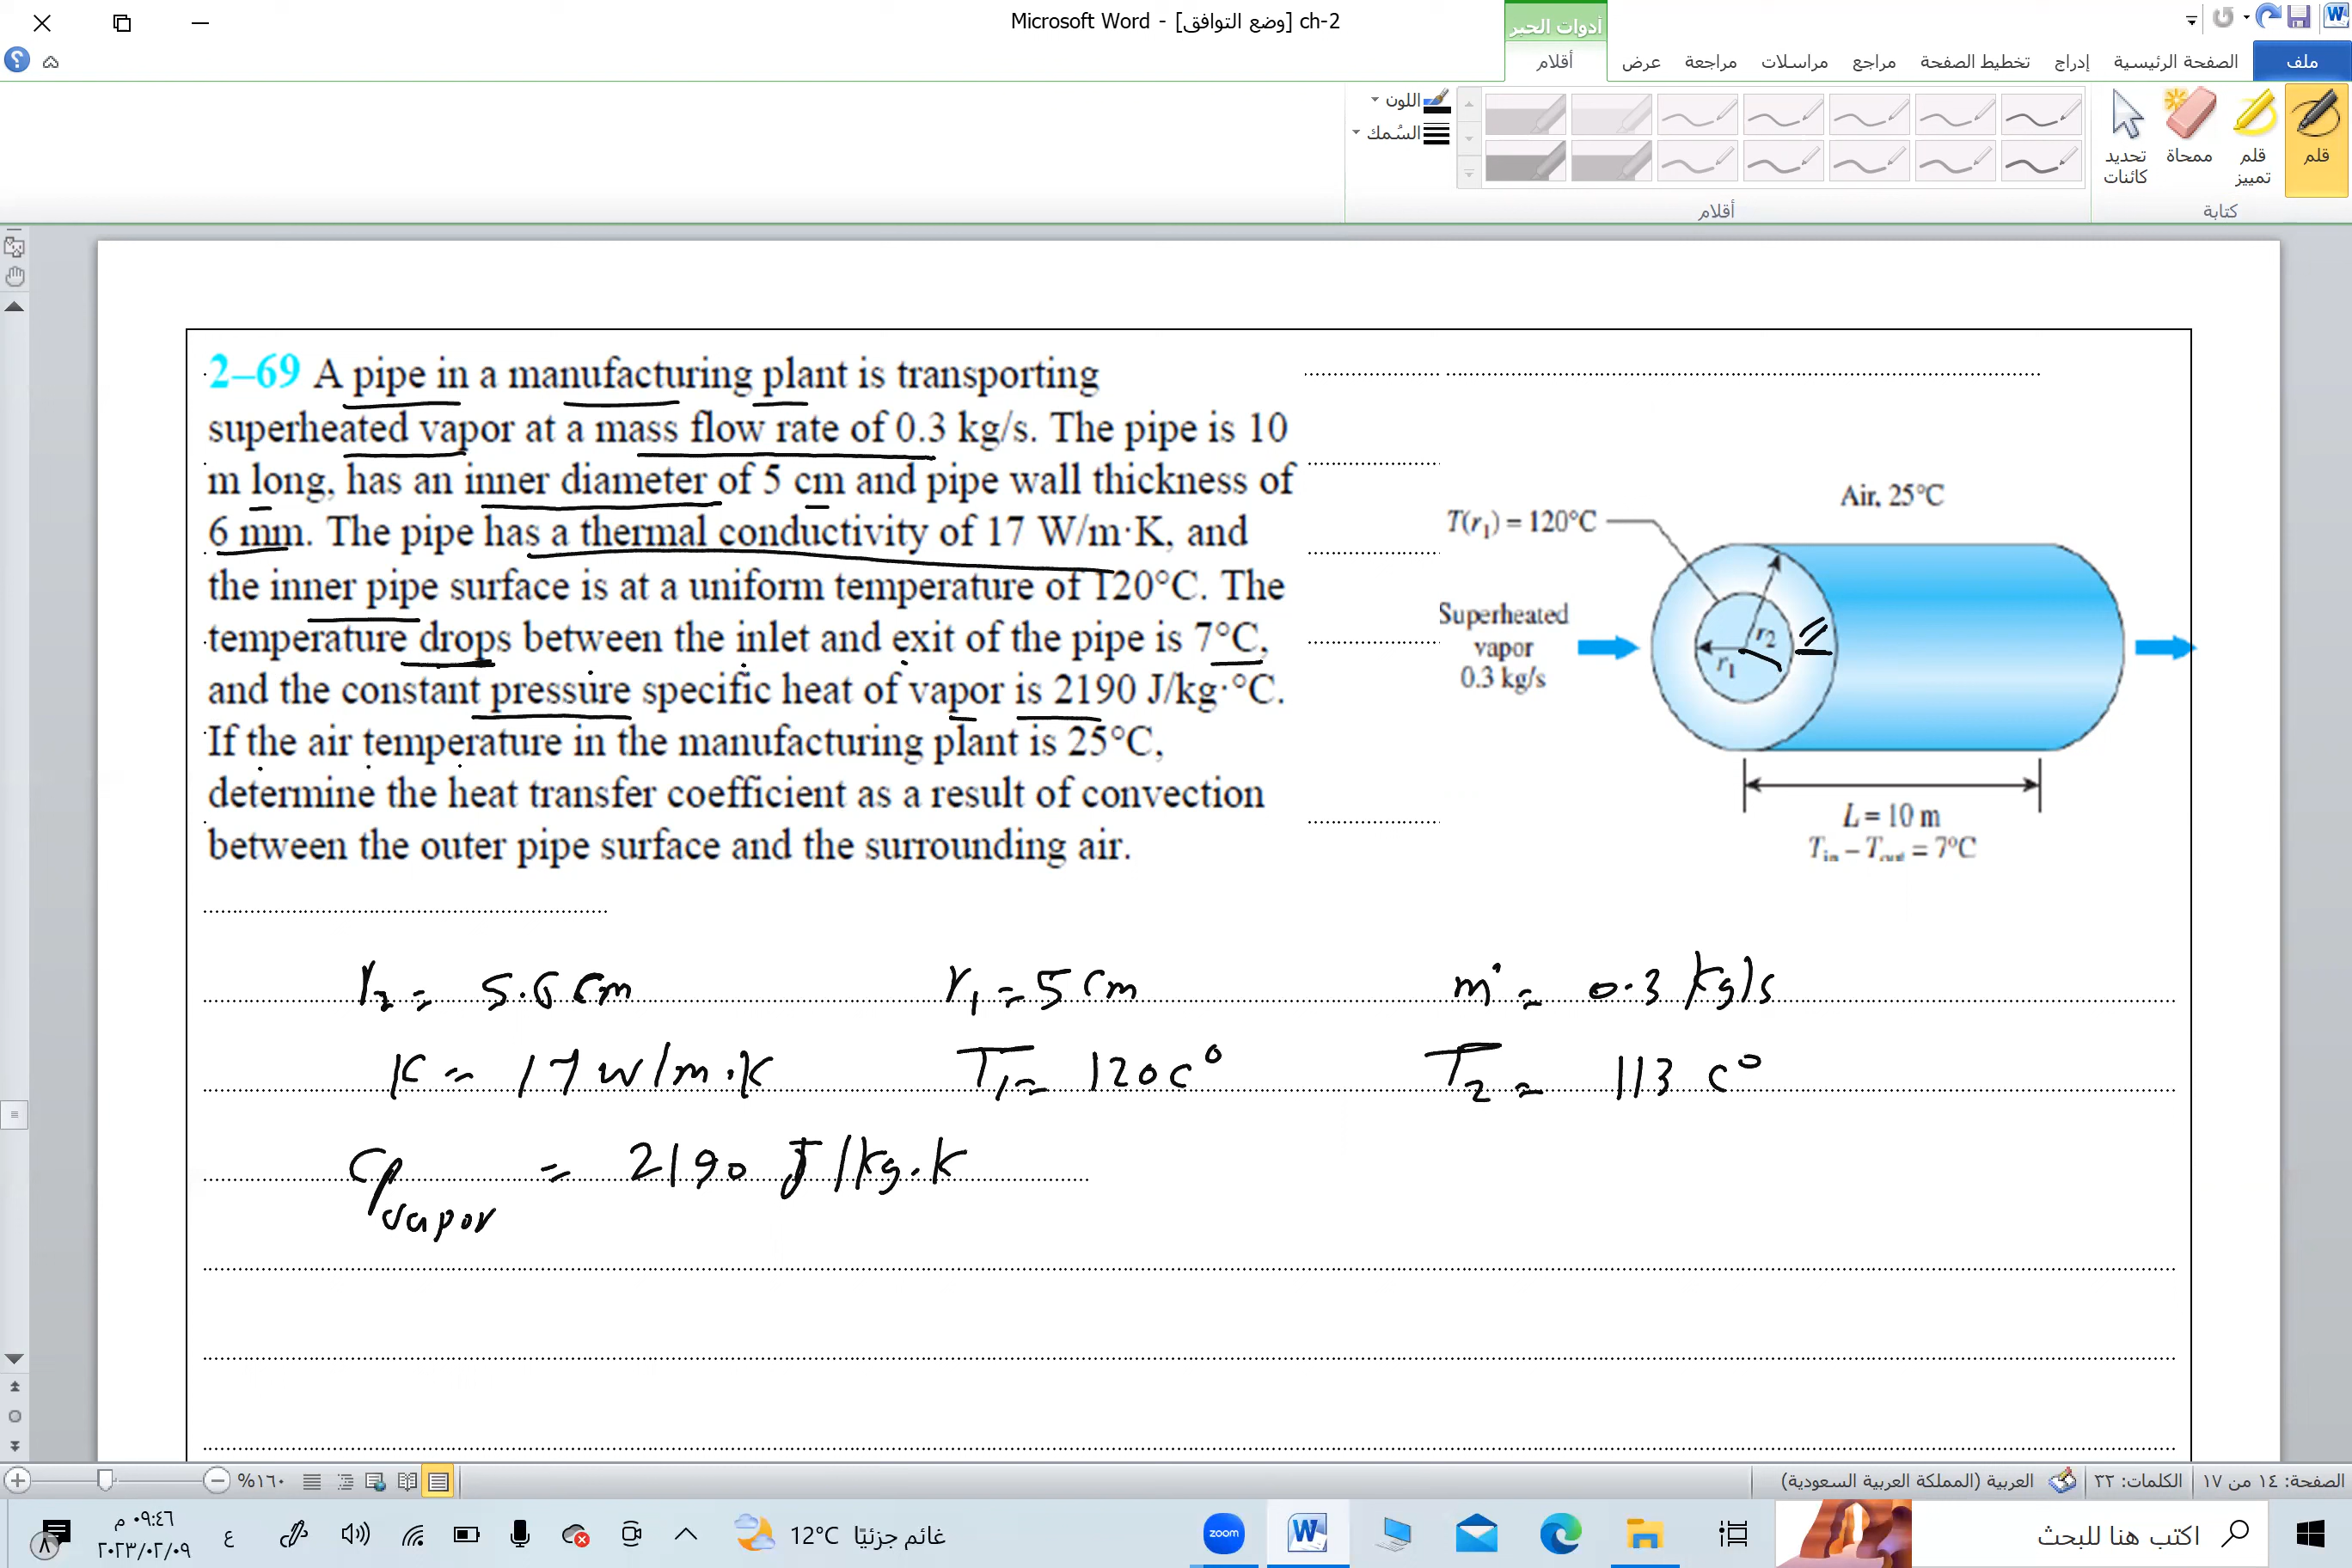 Microsoft Word - [وضع التوافق] ch-2
أدوات الحبر
ملف
الصفحة الرئيسية
إدراج
تخطيط الصفحة
مراجع
مراسلات
مراجعة
عرض
أقلام
قلم
قلم تمييز
ممحاة
تحديد كائنات
اللون
السُمك
كتابة
أقلام
2–69 A pipe in a manufacturing plant is transporting
superheated vapor at a mass flow rate of 0.3 kg/s. The pipe is 10
m long, has an inner diameter of 5 cm and pipe wall thickness of
6 mm. The pipe has a thermal conductivity of 17 W/m·K, and
the inner pipe surface is at a uniform temperature of 120°C. The
temperature drops between the inlet and exit of the pipe is 7°C,
and the constant pressure specific heat of vapor is 2190 J/kg·°C.
If the air temperature in the manufacturing plant is 25°C,
determine the heat transfer coefficient as a result of convection
between the outer pipe surface and the surrounding air.
Air, 25°C
T(r1) = 120°C
Superheated
vapor
0.3 kg/s
r2
r1
L = 10 m
Tin – Tout = 7°C
r2 = 5.6 cm r1 = 5 cm m· = 0.3 kg/s
K = 17 w/m.K T1 = 120 c° T2 = 113 c°
Cp vapor = 2190 J/kg.K
الصفحة: ١٤ من ١٧
الكلمات: ٣٢
العربية (المملكة العربية السعودية)
%١٦٠
اكتب هنا للبحث
zoom
12°C غائم جزئيًا
ع
٠٩:٤٦ م
٢٠٢٣/٠٢/٠٩
٨